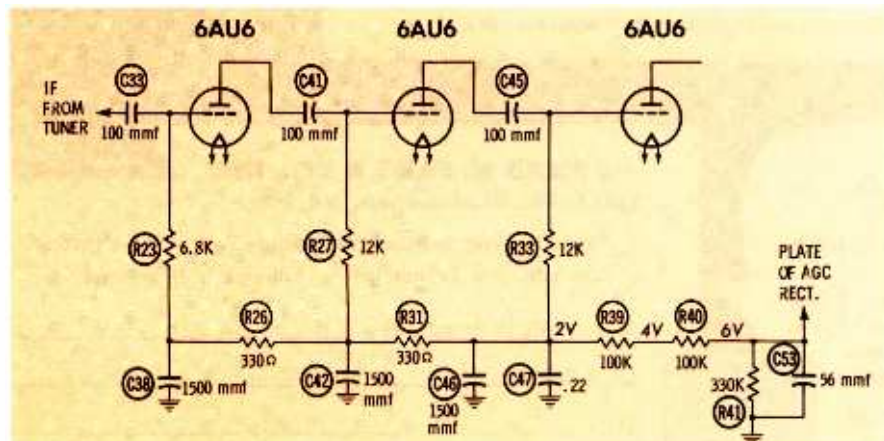 6AU6
6AU6
6AU6
C33
C41
C45
IF
FROM
TUNER
100 mmf
100 mmf
100 mmf
R23
6.8K
R27
12K
R33
12K
PLATE
OF AGC
RECT.
R26
R31
2V
R39
4V
R40
6V
330Ω
330Ω
100K
100K
C38
1500 mmf
C42
1500
mmf
C46
1500
mmf
C47
.22
330K
R41
C53
56 mmf